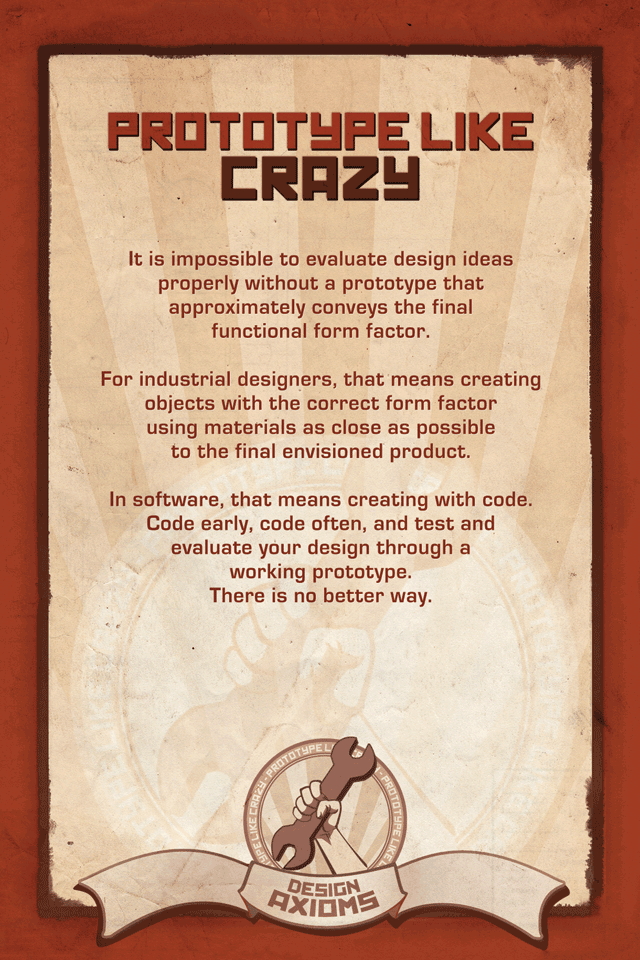 PROTOTYPE LIKE
CRAZY
It is impossible to evaluate design ideas
properly without a prototype that
approximately conveys the final
functional form factor.
For industrial designers, that means creating
objects with the correct form factor
using materials as close as possible
to the final envisioned product.
In software, that means creating with code.
Code early, code often, and test and
evaluate your design through a
working prototype.
There is no better way.
LIKE CRAZY • PROTOTYPE • PROTOTYPE LIKE
DESIGN
AXIOMS